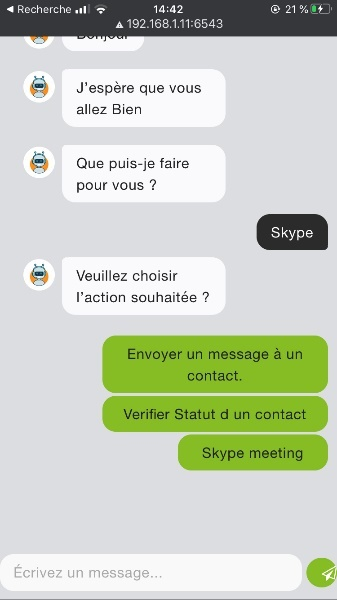 Recherche 14:42 21 %
192.168.1.11:6543
Bonjour
J’espère que vous
allez Bien
Que puis-je faire
pour vous ?
Skype
Veuillez choisir
l’action souhaitée ?
Envoyer un message à un
contact.
Verifier Statut d un contact
Skype meeting
Écrivez un message...